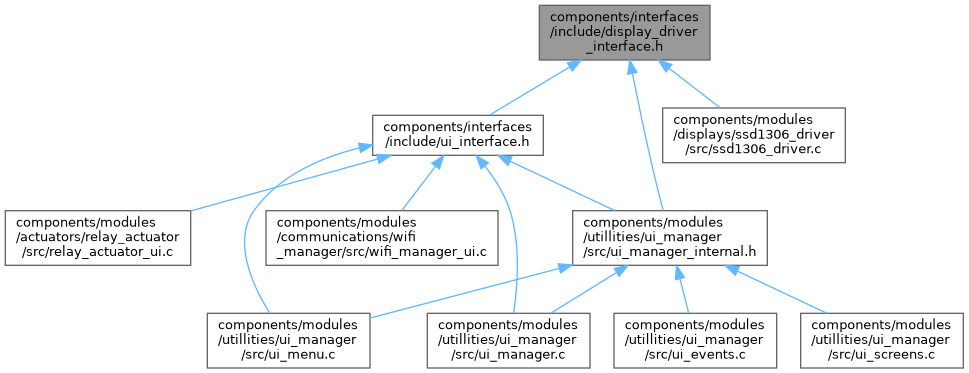 components/interfaces
/include/display_driver
_interface.h
components/interfaces
/include/ui_interface.h
components/modules
/displays/ssd1306_driver
/src/ssd1306_driver.c
components/modules
/actuators/relay_actuator
/src/relay_actuator_ui.c
components/modules
/communications/wifi
_manager/src/wifi_manager_ui.c
components/modules
/utillities/ui_manager
/src/ui_manager_internal.h
components/modules
/utillities/ui_manager
/src/ui_menu.c
components/modules
/utillities/ui_manager
/src/ui_manager.c
components/modules
/utillities/ui_manager
/src/ui_events.c
components/modules
/utillities/ui_manager
/src/ui_screens.c